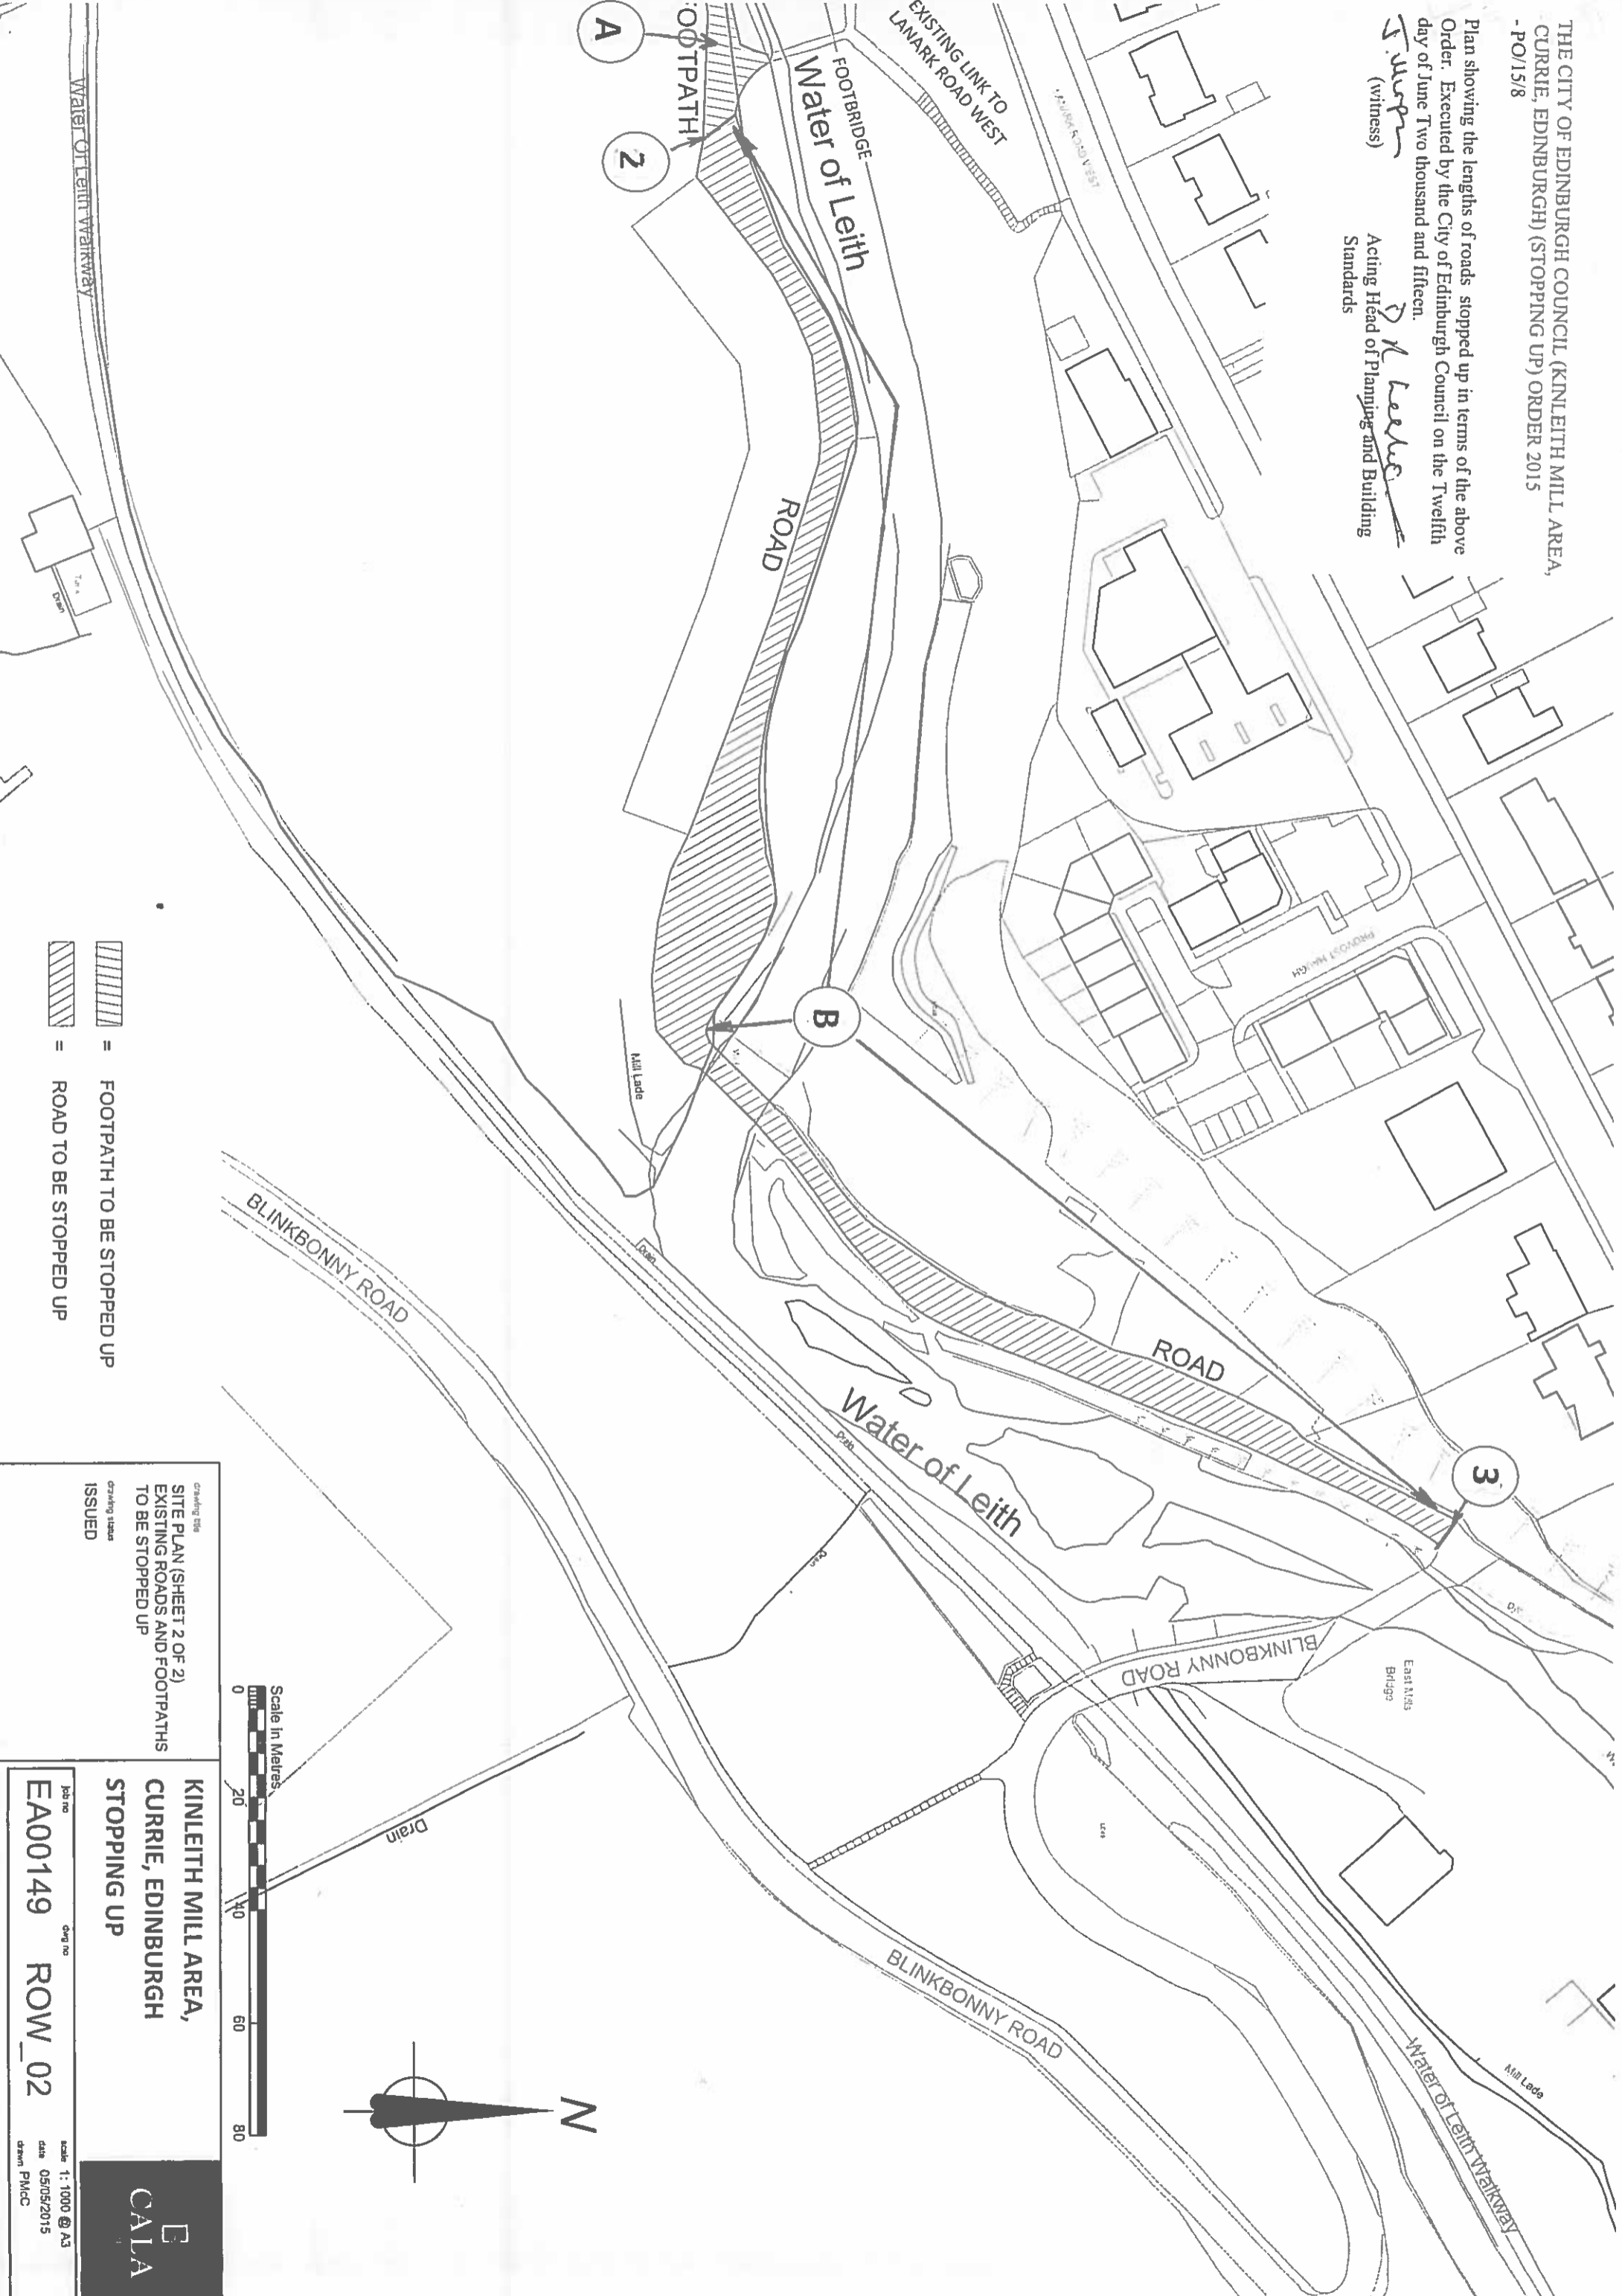 THE CITY OF EDINBURGH COUNCIL (KINLEITH MILL AREA,
CURRIE, EDINBURGH) (STOPPING UP) ORDER 2015
- PO/15/8
Plan showing the lengths of roads stopped up in terms of the above
Order. Executed by the City of Edinburgh Council on the Twelfth
day of June Two thousand and fifteen.
(witness)
Acting Head of Planning and Building
Standards
EXISTING LINK TO
LANARK ROAD WEST
LANARK ROAD WEST
FOOTBRIDGE
Water of Leith
A
OOTPATH
2
ROAD
Water Of Leith Walkway
Drain
PROVOST HAUGH
B
Mill Lade
Drain
ROAD
3
Water of Leith
Drain
BLINKBONNY ROAD
BLINKBONNY ROAD
East Mills
Bridge
BLINKBONNY ROAD
Drain
Mill Lade
Water of Leith Walkway
= FOOTPATH TO BE STOPPED UP
= ROAD TO BE STOPPED UP
N
Scale in Metres
0 20 40 60 80
drawing title
SITE PLAN (SHEET 2 OF 2)
EXISTING ROADS AND FOOTPATHS
TO BE STOPPED UP
drawing status
ISSUED
KINLEITH MILL AREA,
CURRIE, EDINBURGH
STOPPING UP
job no
EA00149
dwg no
ROW_02
scale 1: 1000 @ A3
date 05/05/2015
drawn PMcC
CALA